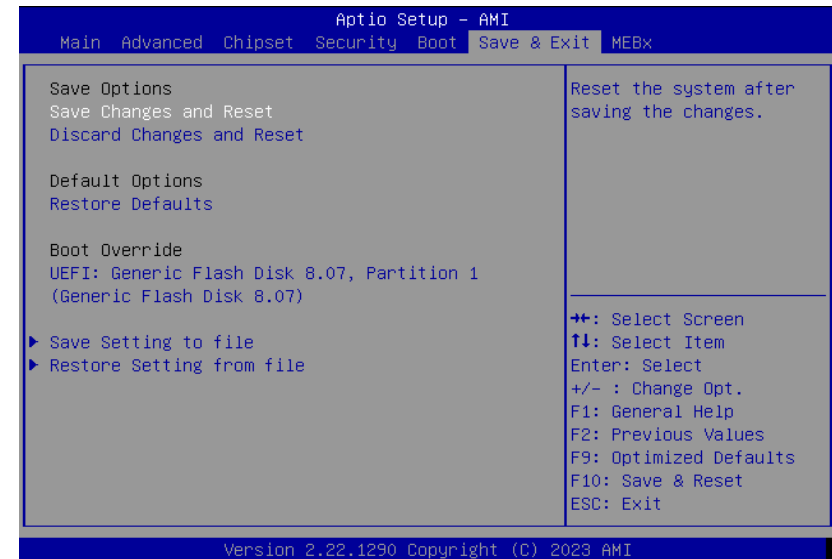 Aptio Setup – AMI
Main Advanced Chipset Security Boot Save & Exit MEBx
Save Options
Save Changes and Reset
Discard Changes and Reset
Default Options
Restore Defaults
Boot Override
UEFI: Generic Flash Disk 8.07, Partition 1
(Generic Flash Disk 8.07)
▶ Save Setting to file
▶ Restore Setting from file
Reset the system after
saving the changes.
→←: Select Screen
↑↓: Select Item
Enter: Select
+/- : Change Opt.
F1: General Help
F2: Previous Values
F9: Optimized Defaults
F10: Save & Reset
ESC: Exit
Version 2.22.1290 Copyright (C) 2023 AMI